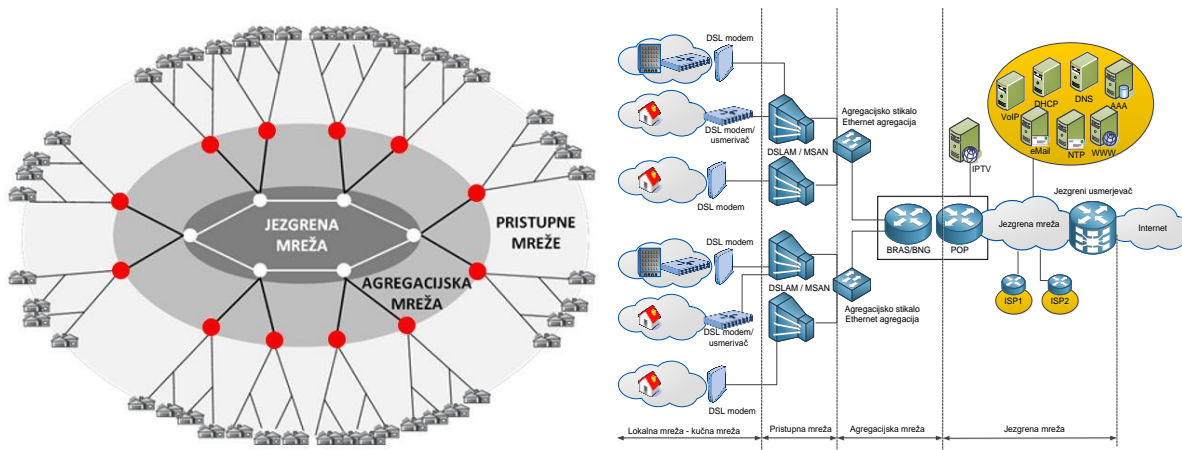 JEZGRENA
MREŽA
PRISTUPNE
MREŽE
AGREGACIJSKA
MREŽA
DSL modem
DSL modem/
usmerivač
DSL modem
DSLAM / MSAN
Agregacijsko stikalo
Ethernet agregacija
DSL modem
DSL modem/
usmerivač
DSL modem
DSLAM / MSAN
Agregacijsko stikalo
Ethernet agregacija
BRAS/BNG
POP
IPTV
VoIP
DHCP
DNS
AAA
eMail
NTP
WWW
Jezgreni usmerjevač
Jezgrena mreža
Internet
ISP1
ISP2
Lokalna mreža - kučna mreža
Pristupna mreža
Agregacijska mreža
Jezgrena mreža